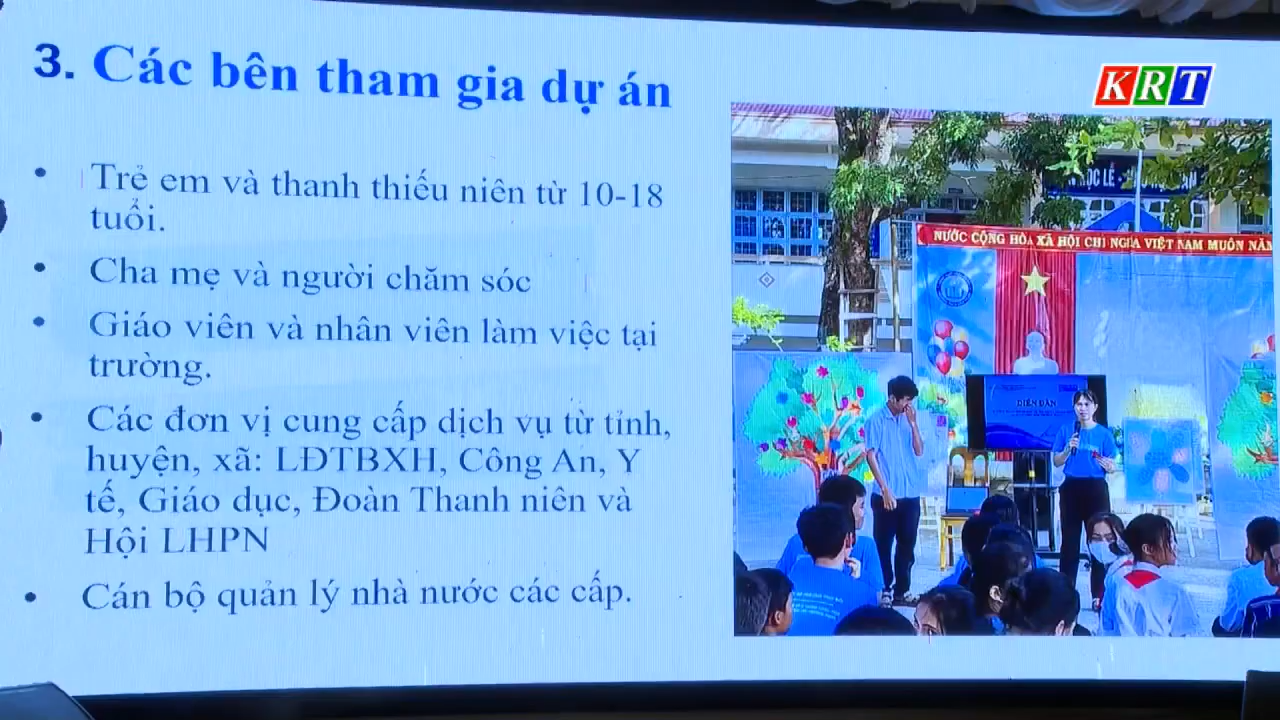 3. Các bên tham gia dự án
KRT
• Trẻ em và thanh thiếu niên từ 10-18
tuổi.
• Cha mẹ và người chăm sóc
• Giáo viên và nhân viên làm việc tại
trường.
• Các đơn vị cung cấp dịch vụ từ tỉnh,
huyện, xã: LĐTBXH, Công An, Y
tế, Giáo dục, Đoàn Thanh niên và
Hội LHPN
• Cán bộ quản lý nhà nước các cấp.
HỌC LỄ -
NƯỚC CỘNG HÒA XÃ HỘI CHỦ NGHĨA VIỆT NAM MUÔN NĂM
DIỄN ĐÀN